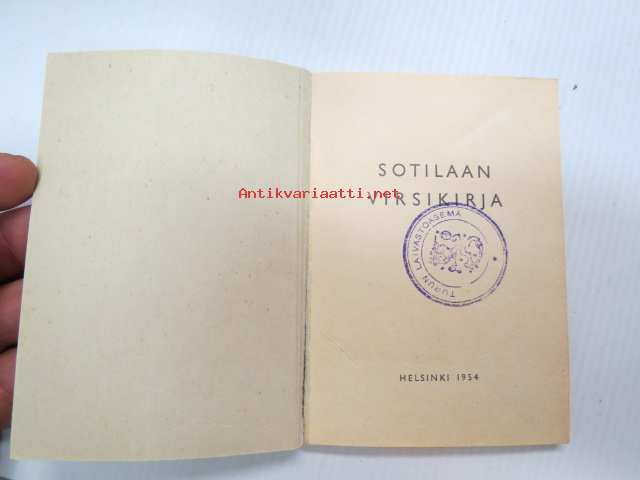 SOTILAAN
VIRSIKIRJA
Antikvariaatti.net
TURUN LAIVASTOASEMA
HELSINKI 1954